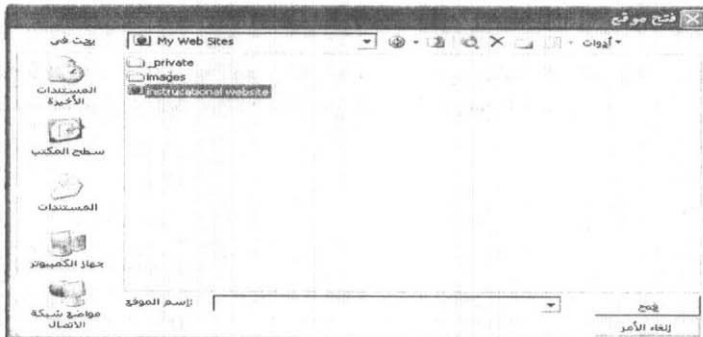 فتح موقع
بحث في
My Web Sites
أدوات
_private
images
instrucational website
المستندات
الأخيرة
سطح المكتب
المستندات
جهاز الكمبيوتر
مواضع شبكة
الاتصال
إسم الموقع:
فتح
إلغاء الأمر